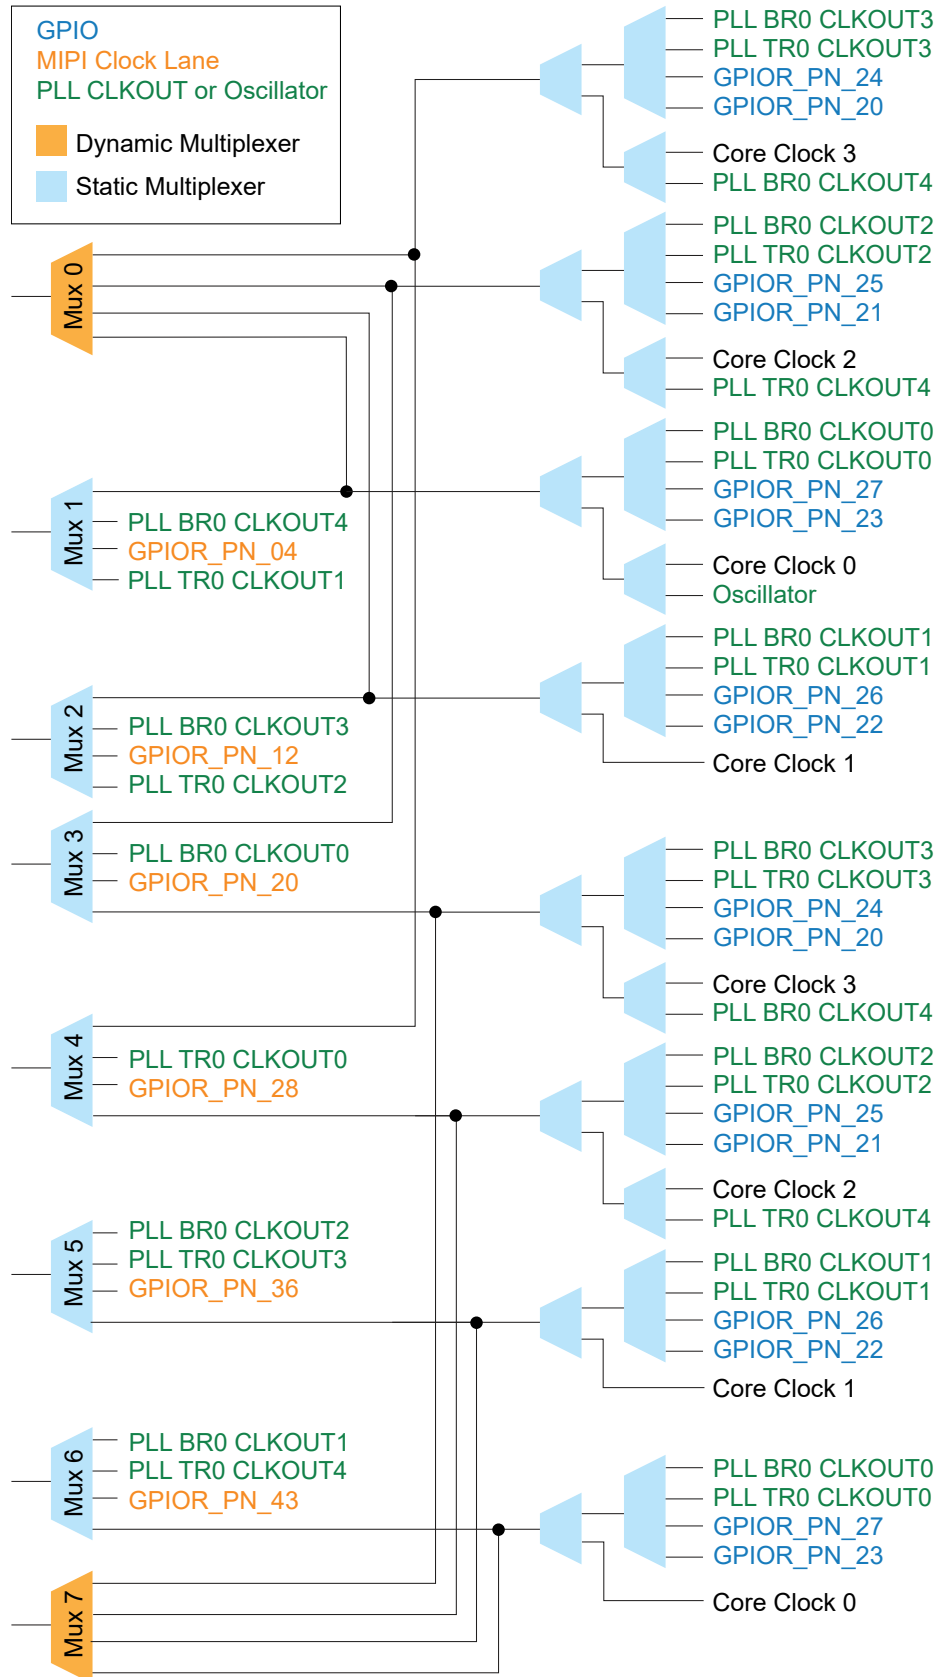 GPIO
MIPI Clock Lane
PLL CLKOUT or Oscillator
Dynamic Multiplexer
Static Multiplexer
PLL BR0 CLKOUT3
PLL TR0 CLKOUT3
GPIOR_PN_24
GPIOR_PN_20
Core Clock 3
PLL BR0 CLKOUT4
Mux 0
PLL BR0 CLKOUT2
PLL TR0 CLKOUT2
GPIOR_PN_25
GPIOR_PN_21
Core Clock 2
PLL TR0 CLKOUT4
PLL BR0 CLKOUT0
PLL TR0 CLKOUT0
GPIOR_PN_27
GPIOR_PN_23
Core Clock 0
Oscillator
Mux 1
PLL BR0 CLKOUT4
GPIOR_PN_04
PLL TR0 CLKOUT1
PLL BR0 CLKOUT1
PLL TR0 CLKOUT1
GPIOR_PN_26
GPIOR_PN_22
Core Clock 1
Mux 2
PLL BR0 CLKOUT3
GPIOR_PN_12
PLL TR0 CLKOUT2
Mux 3
PLL BR0 CLKOUT0
GPIOR_PN_20
PLL BR0 CLKOUT3
PLL TR0 CLKOUT3
GPIOR_PN_24
GPIOR_PN_20
Core Clock 3
PLL BR0 CLKOUT4
Mux 4
PLL TR0 CLKOUT0
GPIOR_PN_28
PLL BR0 CLKOUT2
PLL TR0 CLKOUT2
GPIOR_PN_25
GPIOR_PN_21
Core Clock 2
PLL TR0 CLKOUT4
Mux 5
PLL BR0 CLKOUT2
PLL TR0 CLKOUT3
GPIOR_PN_36
PLL BR0 CLKOUT1
PLL TR0 CLKOUT1
GPIOR_PN_26
GPIOR_PN_22
Core Clock 1
Mux 6
PLL BR0 CLKOUT1
PLL TR0 CLKOUT4
GPIOR_PN_43
PLL BR0 CLKOUT0
PLL TR0 CLKOUT0
GPIOR_PN_27
GPIOR_PN_23
Core Clock 0
Mux 7